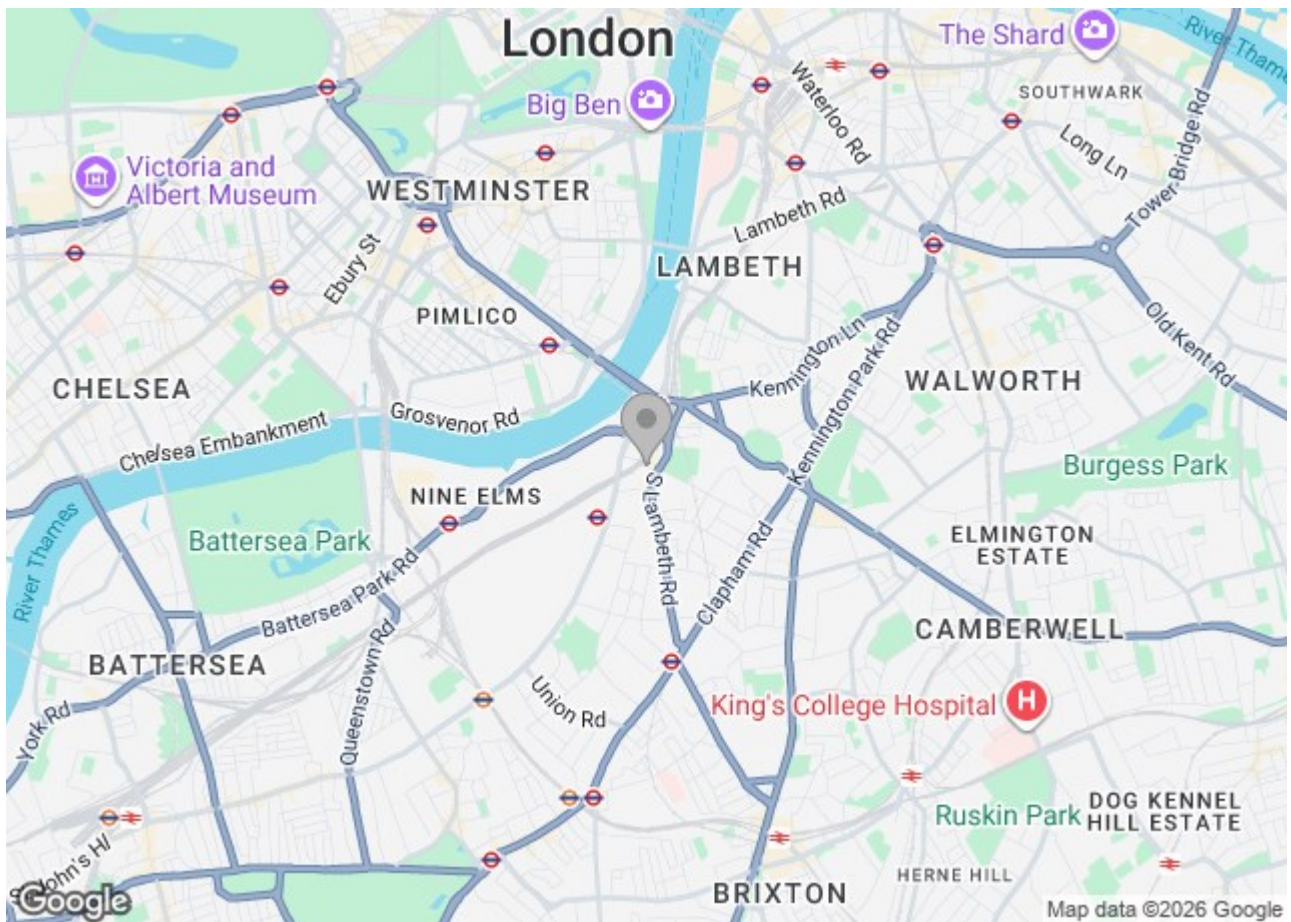 London
The Shard
River Thame
Big Ben
SOUTHWARK
Waterloo Rd
Long Ln
Tower Bridge Rd
Victoria and
Albert Museum
WESTMINSTER
Lambeth Rd
Ebury St
LAMBETH
PIMLICO
Old Kent Rd
Kennington Ln
Kennington Park Rd
CHELSEA
WALWORTH
Grosvenor Rd
Chelsea Embankment
Burgess Park
NINE ELMS
S Lambeth Rd
River Thames
Battersea Park
ELMINGTON
ESTATE
Clapham Rd
Battersea Park Rd
CAMBERWELL
BATTERSEA
Queenstown Rd
Union Rd
King's College Hospital
H
York Rd
Ruskin Park
DOG KENNEL
HILL ESTATE
St John's Hl
HERNE HILL
BRIXTON
Google
Map data ©2026 Google